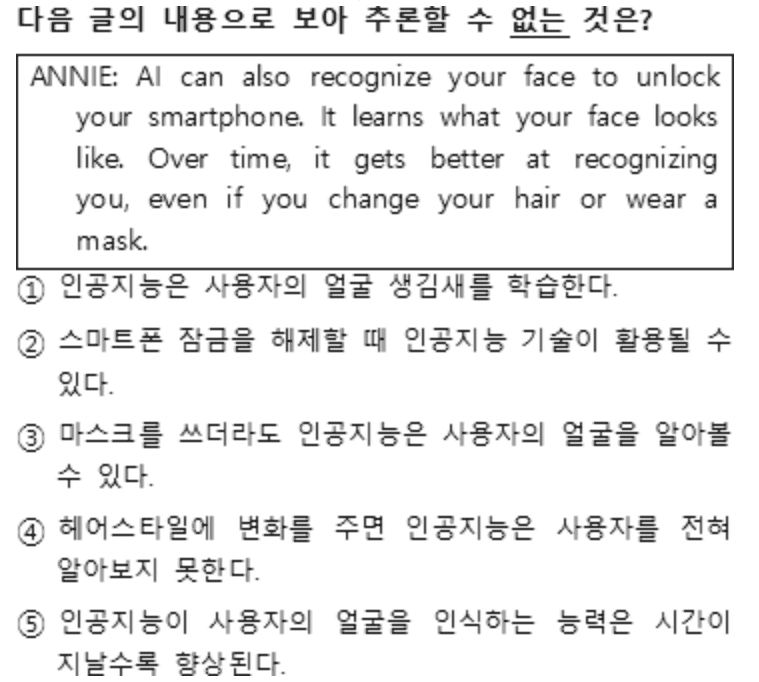 다음 글의 내용으로 보아 추론할 수 없는 것은?
ANNIE: AI can also recognize your face to unlock
your smartphone. It learns what your face looks
like. Over time, it gets better at recognizing
you, even if you change your hair or wear a
mask.
① 인공지능은 사용자의 얼굴 생김새를 학습한다.
② 스마트폰 잠금을 해제할 때 인공지능 기술이 활용될 수
있다.
③ 마스크를 쓰더라도 인공지능은 사용자의 얼굴을 알아볼
수 있다.
④ 헤어스타일에 변화를 주면 인공지능은 사용자를 전혀
알아보지 못한다.
⑤ 인공지능이 사용자의 얼굴을 인식하는 능력은 시간이
지날수록 향상된다.